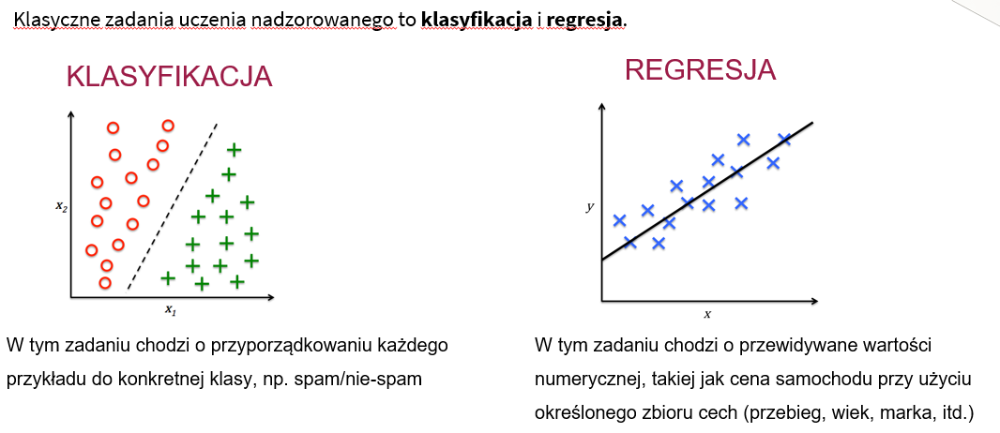 Klasyczne zadania uczenia nadzorowanego to klasyfikacja i regresja.
KLASYFIKACJA
x₂
x₁
W tym zadaniu chodzi o przyporządkowaniu każdego
przykładu do konkretnej klasy, np. spam/nie-spam
REGRESJA
y
x
W tym zadaniu chodzi o przewidywane wartości
numerycznej, takiej jak cena samochodu przy użyciu
określonego zbioru cech (przebieg, wiek, marka, itd.)